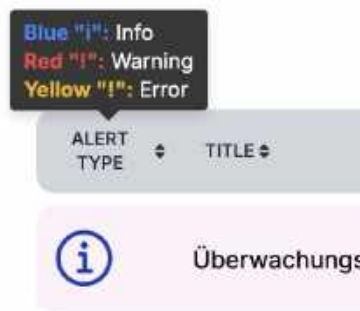 Blue "i": Info
Red "!": Warning
Yellow "!": Error
ALERT
TYPE
TITLE
i
Überwachungs